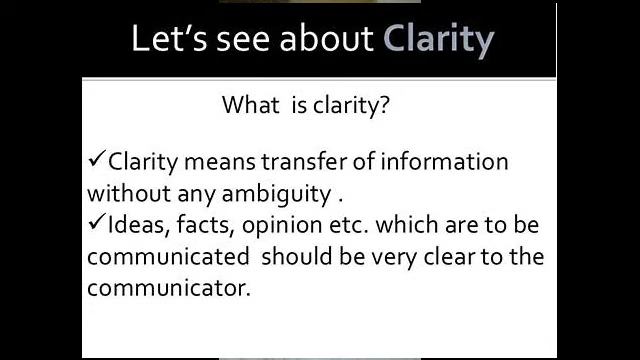 Let's see about Clarity
What is clarity?
✓Clarity means transfer of information
without any ambiguity .
✓Ideas, facts, opinion etc. which are to be
communicated should be very clear to the
communicator.